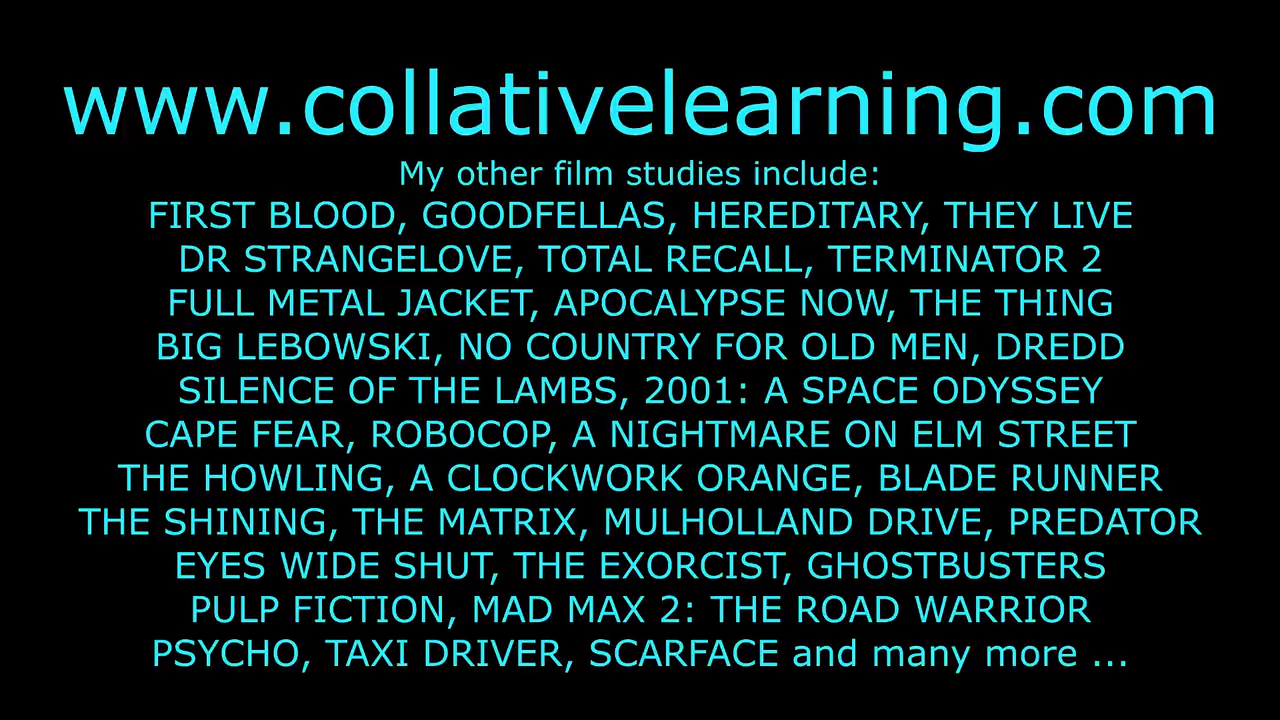 www.collativelearning.com
My other film studies include:
FIRST BLOOD, GOODFELLAS, HEREDITARY, THEY LIVE
DR STRANGELOVE, TOTAL RECALL, TERMINATOR 2
FULL METAL JACKET, APOCALYPSE NOW, THE THING
BIG LEBOWSKI, NO COUNTRY FOR OLD MEN, DREDD
SILENCE OF THE LAMBS, 2001: A SPACE ODYSSEY
CAPE FEAR, ROBOCOP, A NIGHTMARE ON ELM STREET
THE HOWLING, A CLOCKWORK ORANGE, BLADE RUNNER
THE SHINING, THE MATRIX, MULHOLLAND DRIVE, PREDATOR
EYES WIDE SHUT, THE EXORCIST, GHOSTBUSTERS
PULP FICTION, MAD MAX 2: THE ROAD WARRIOR
PSYCHO, TAXI DRIVER, SCARFACE and many more ...